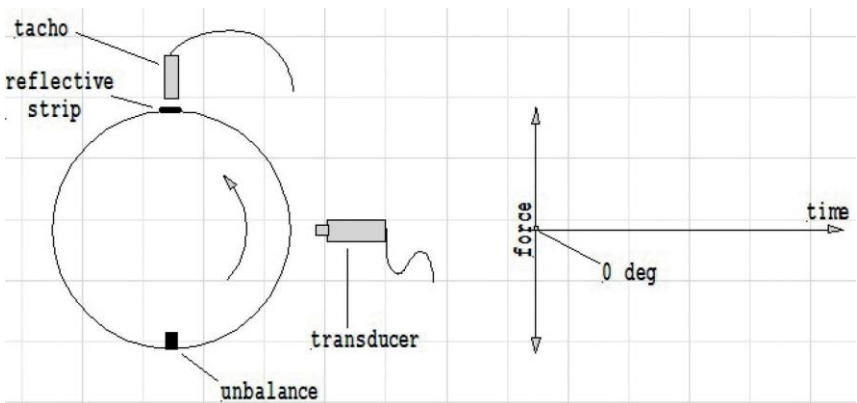 tacho
reflective
strip
transducer
unbalance
force
time
0 deg